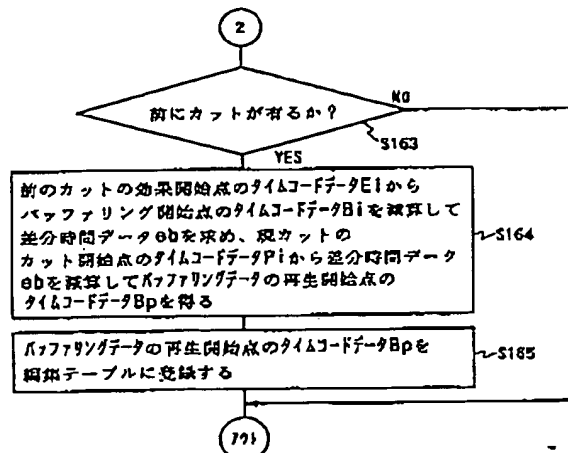 2
前にカットが有るか?
NO
S163
YES
前のカットの効果開始点のタイムコードデータEiから
バッファリング開始点のタイムコードデータBiを減算して
差分時間データebを求め、現カットの
カット開始点のタイムコードデータPiから差分時間データ
ebを減算してバッファリングデータの再生開始点の
タイムコードデータBpを得る
S164
バッファリングデータの再生開始点のタイムコードデータBpを
編集テーブルに登録する
S165
アウト